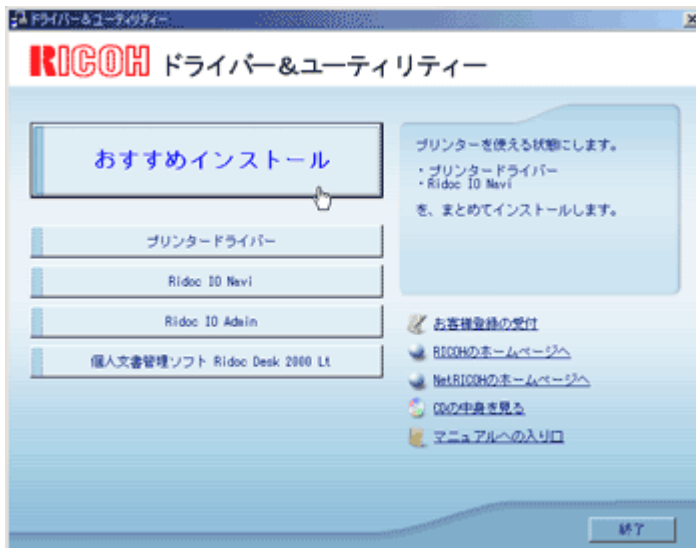 ドライバー&ユーティリティー
RICOH ドライバー&ユーティリティー
おすすめインストール
プリンタードライバー
Ridoc IO Navi
Ridoc IO Admin
個人文書管理ソフト Ridoc Desk 2000 Lt
プリンターを使える状態にします。
・プリンタードライバー
・Ridoc IO Navi
を、まとめてインストールします。
お客様登録の受付
RICOHのホームページへ
NetRICOHのホームページへ
CDの中身を見る
マニュアルへの入り口
終了